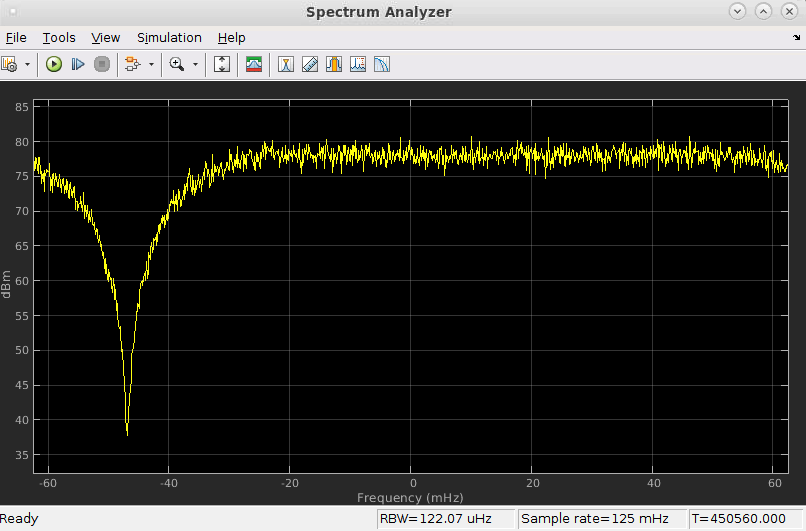 Spectrum Analyzer
File Tools View Simulation Help
85
80
75
70
65
60
55
50
45
40
35
dBm
-60 -40 -20 0 20 40 60
Frequency (mHz)
Ready RBW=122.07 uHz Sample rate=125 mHz T=450560.000